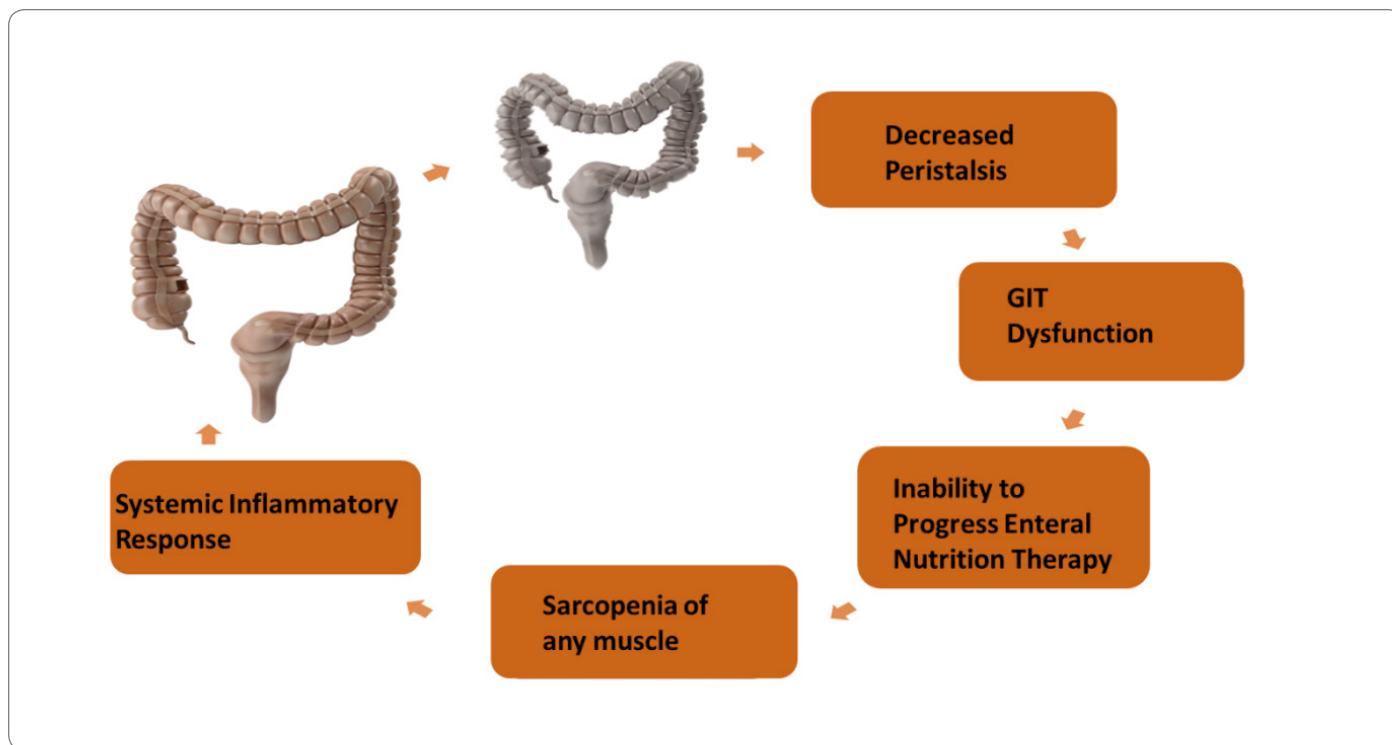 Decreased
Peristalsis
GIT
Dysfunction
Inability to
Progress Enteral
Nutrition Therapy
Sarcopenia of
any muscle
Systemic Inflammatory
Response